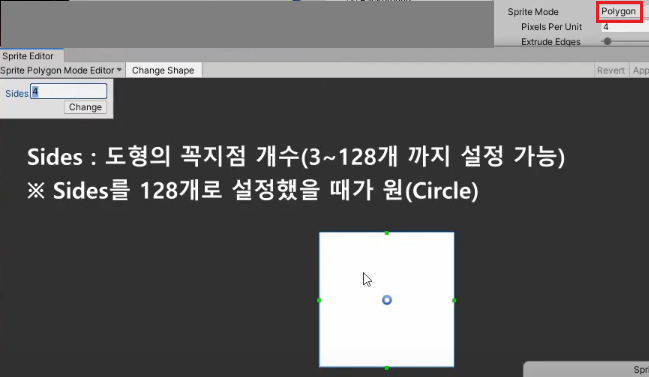 Sprite Mode Polygon
Pixels Per Unit 4
Extrude Edges
Sprite Editor
Sprite Polygon Mode Editor Change Shape Revert App
Sides 4
Change
Sides : 도형의 꼭지점 개수(3~128개 까지 설정 가능)
※ Sides를 128개로 설정했을 때가 원(Circle)
Spri